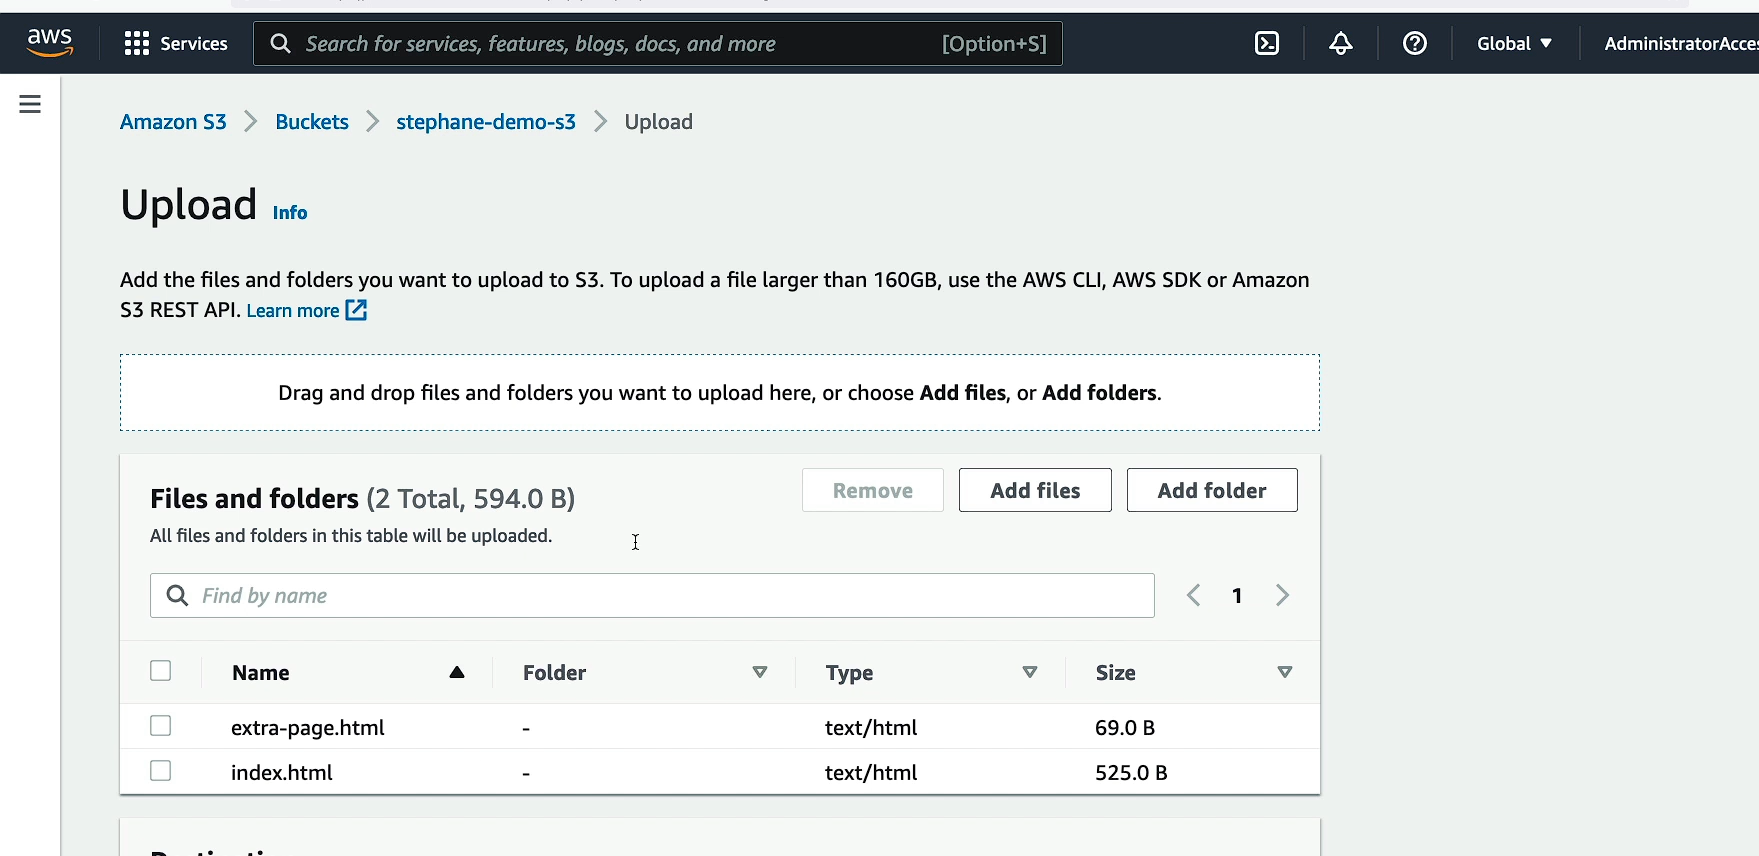 aws
Services
Search for services, features, blogs, docs, and more
[Option+S]
Global
AdministratorAcces
Amazon S3
Buckets
stephane-demo-s3
Upload
Upload Info
Add the files and folders you want to upload to S3. To upload a file larger than 160GB, use the AWS CLI, AWS SDK or Amazon
S3 REST API. Learn more
Drag and drop files and folders you want to upload here, or choose Add files, or Add folders.
Files and folders (2 Total, 594.0 B)
Remove
Add files
Add folder
All files and folders in this table will be uploaded.
Find by name
1
Name Folder Type Size
extra-page.html - text/html 69.0 B
index.html - text/html 525.0 B